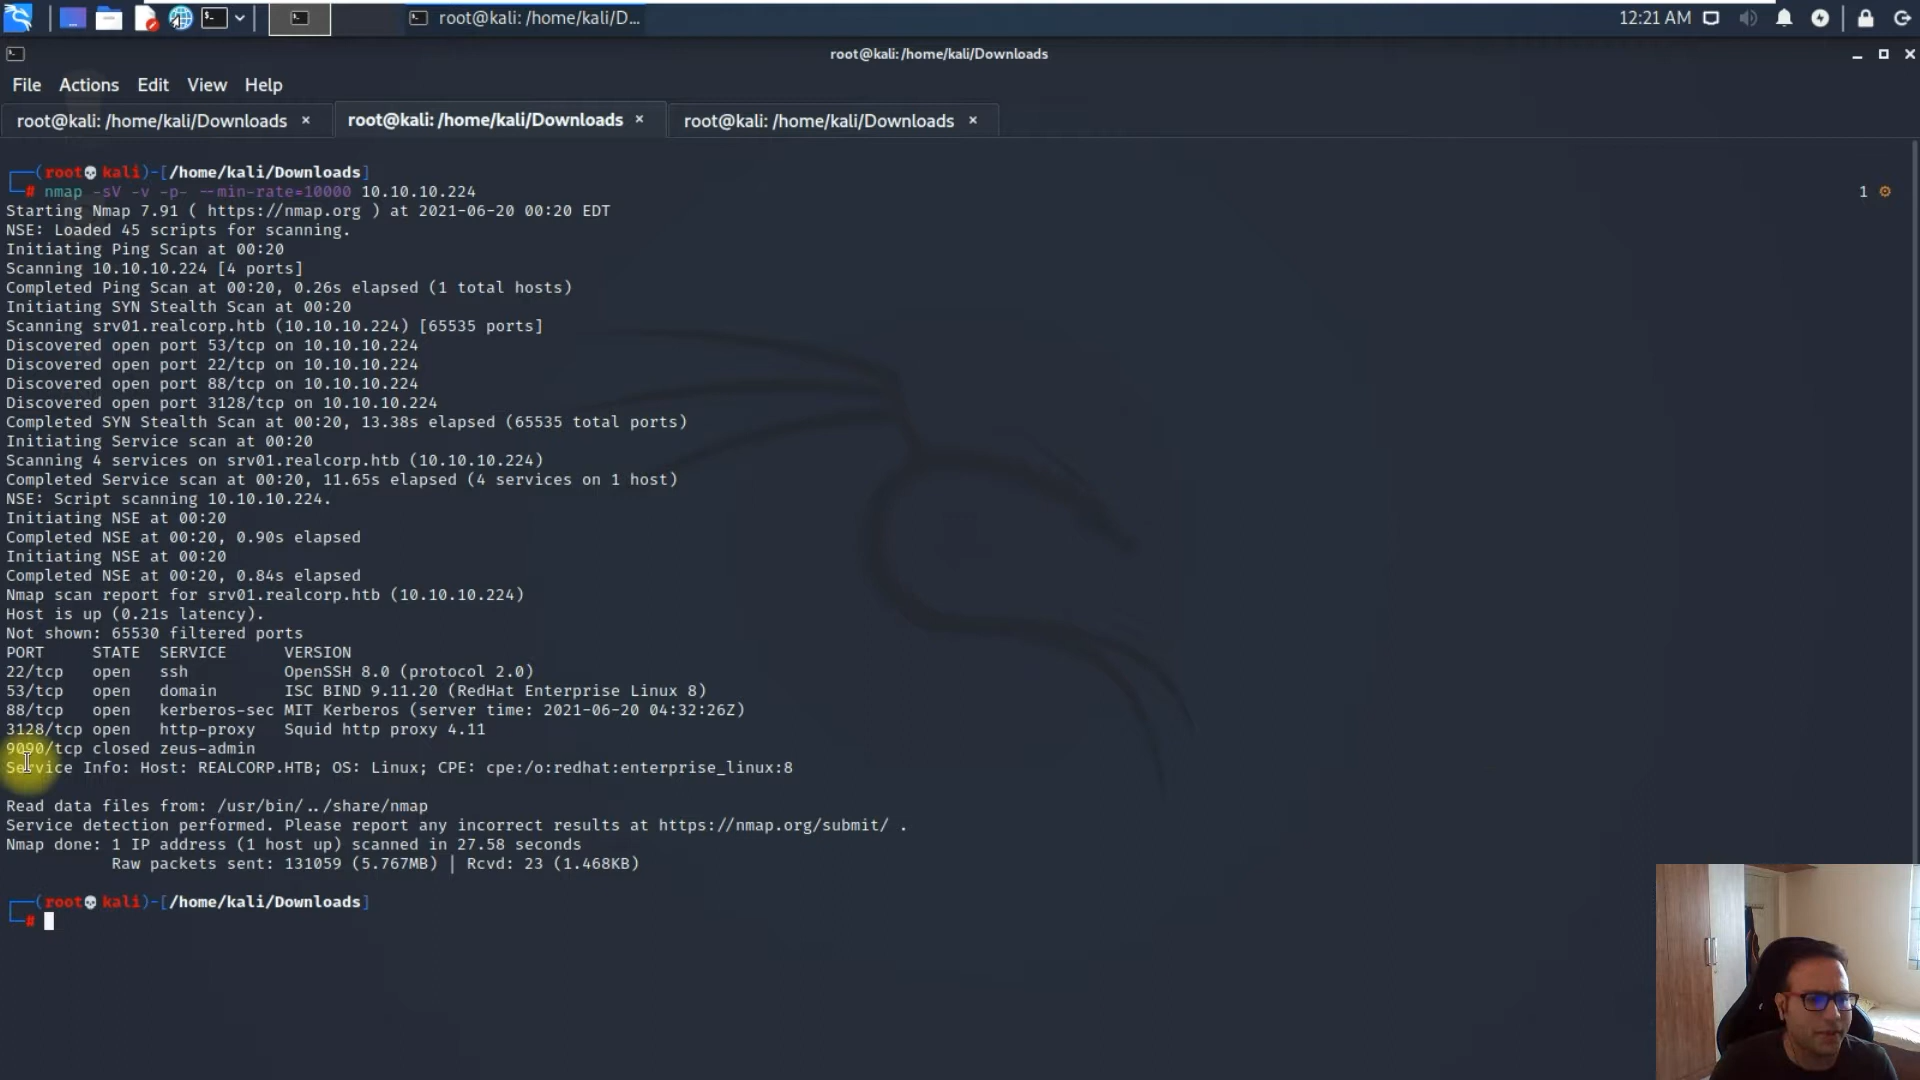 root@kali: /home/kali/D...
12:21 AM
root@kali:/home/kali/Downloads
File Actions Edit View Help
root@kali: /home/kali/Downloads × root@kali: /home/kali/Downloads × root@kali: /home/kali/Downloads ×
┌──(root💀kali)-[/home/kali/Downloads]
└─# nmap -sV -v -p- --min-rate=10000 10.10.10.224 1 ⚙
Starting Nmap 7.91 ( https://nmap.org ) at 2021-06-20 00:20 EDT
NSE: Loaded 45 scripts for scanning.
Initiating Ping Scan at 00:20
Scanning 10.10.10.224 [4 ports]
Completed Ping Scan at 00:20, 0.26s elapsed (1 total hosts)
Initiating SYN Stealth Scan at 00:20
Scanning srv01.realcorp.htb (10.10.10.224) [65535 ports]
Discovered open port 53/tcp on 10.10.10.224
Discovered open port 22/tcp on 10.10.10.224
Discovered open port 88/tcp on 10.10.10.224
Discovered open port 3128/tcp on 10.10.10.224
Completed SYN Stealth Scan at 00:20, 13.38s elapsed (65535 total ports)
Initiating Service scan at 00:20
Scanning 4 services on srv01.realcorp.htb (10.10.10.224)
Completed Service scan at 00:20, 11.65s elapsed (4 services on 1 host)
NSE: Script scanning 10.10.10.224.
Initiating NSE at 00:20
Completed NSE at 00:20, 0.90s elapsed
Initiating NSE at 00:20
Completed NSE at 00:20, 0.84s elapsed
Nmap scan report for srv01.realcorp.htb (10.10.10.224)
Host is up (0.21s latency).
Not shown: 65530 filtered ports
PORT STATE SERVICE VERSION
22/tcp open ssh OpenSSH 8.0 (protocol 2.0)
53/tcp open domain ISC BIND 9.11.20 (RedHat Enterprise Linux 8)
88/tcp open kerberos-sec MIT Kerberos (server time: 2021-06-20 04:32:26Z)
3128/tcp open http-proxy Squid http proxy 4.11
9090/tcp closed zeus-admin
Service Info: Host: REALCORP.HTB; OS: Linux; CPE: cpe:/o:redhat:enterprise_linux:8
Read data files from: /usr/bin/../share/nmap
Service detection performed. Please report any incorrect results at https://nmap.org/submit/ .
Nmap done: 1 IP address (1 host up) scanned in 27.58 seconds
Raw packets sent: 131059 (5.767MB) | Rcvd: 23 (1.468KB)
┌──(root💀kali)-[/home/kali/Downloads]
└─#